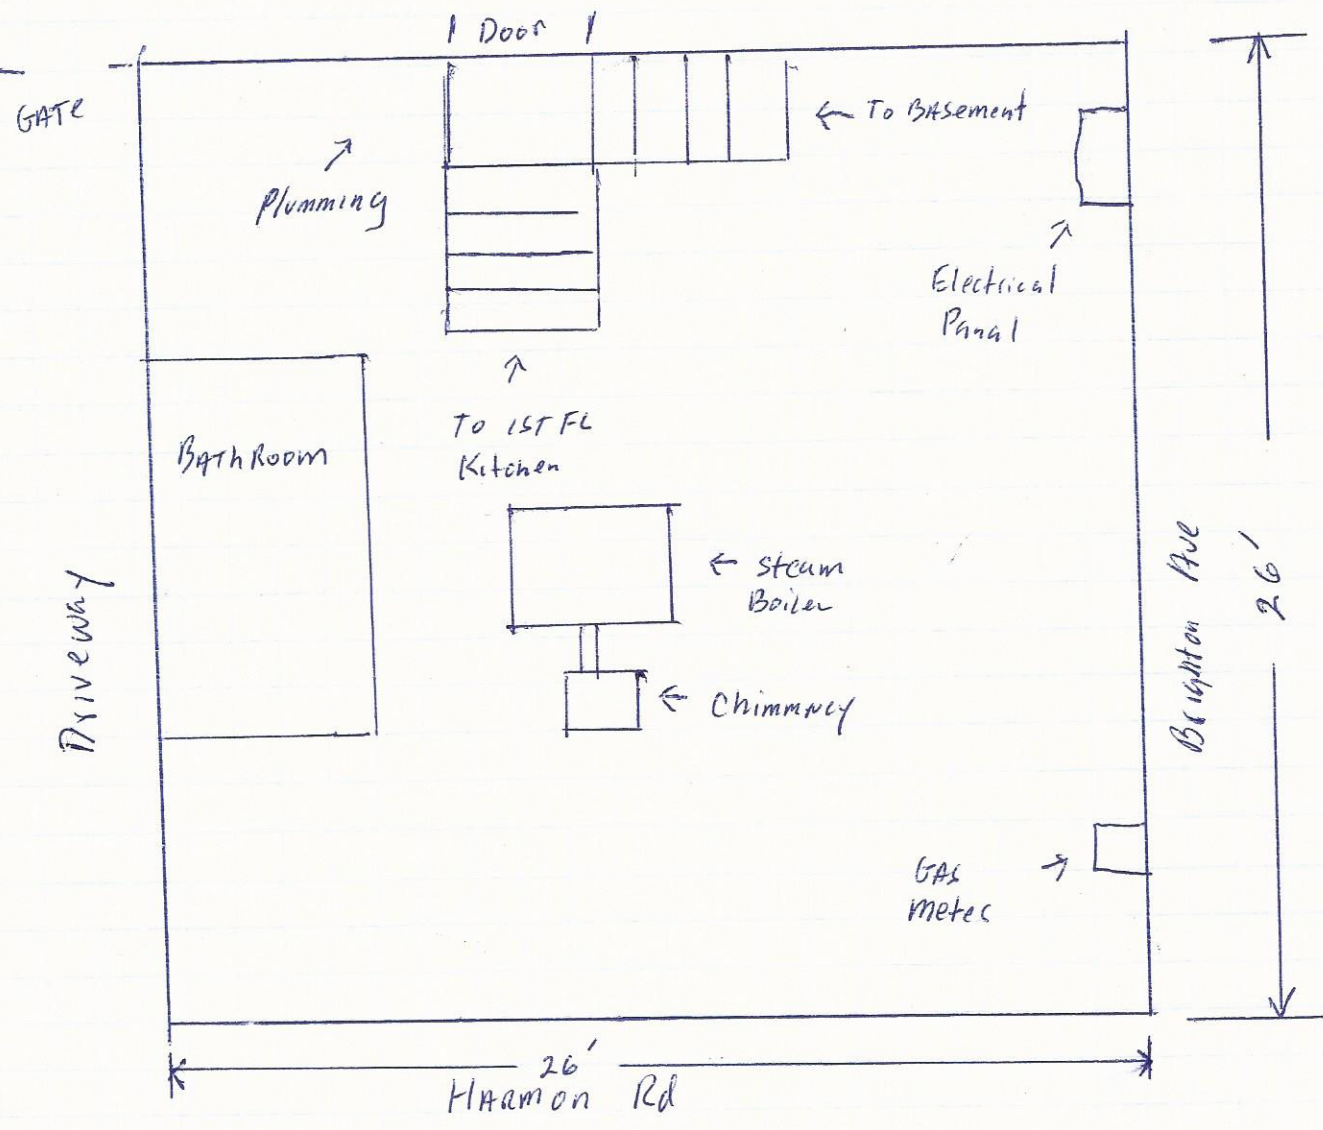 Door
GATE
To BASement
Plumming
Electrical
Panal
To 1ST FL
Kitchen
BATHROOM
Steam
Boiler
Driveway
Chimmney
Brighton Ave
26'
GAS
meter
26'
HARMON Rd